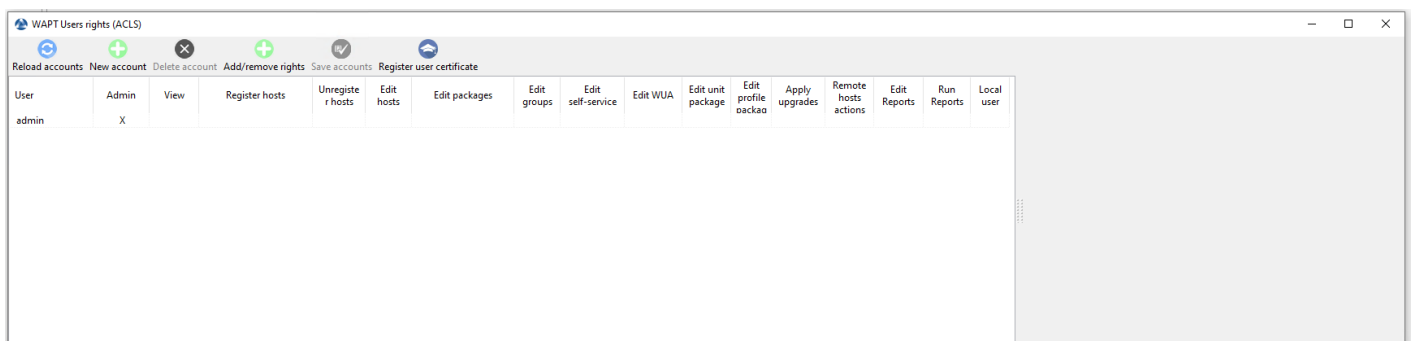 WAPT Users rights (ACLS)
Reload accounts New account Delete account Add/remove rights Save accounts Register user certificate
User Admin View Register hosts Unregiste r hosts Edit hosts Edit packages Edit groups Edit self-service Edit WUA Edit unit package Edit profile packag Apply upgrades Remote hosts actions Edit Reports Run Reports Local user
admin X